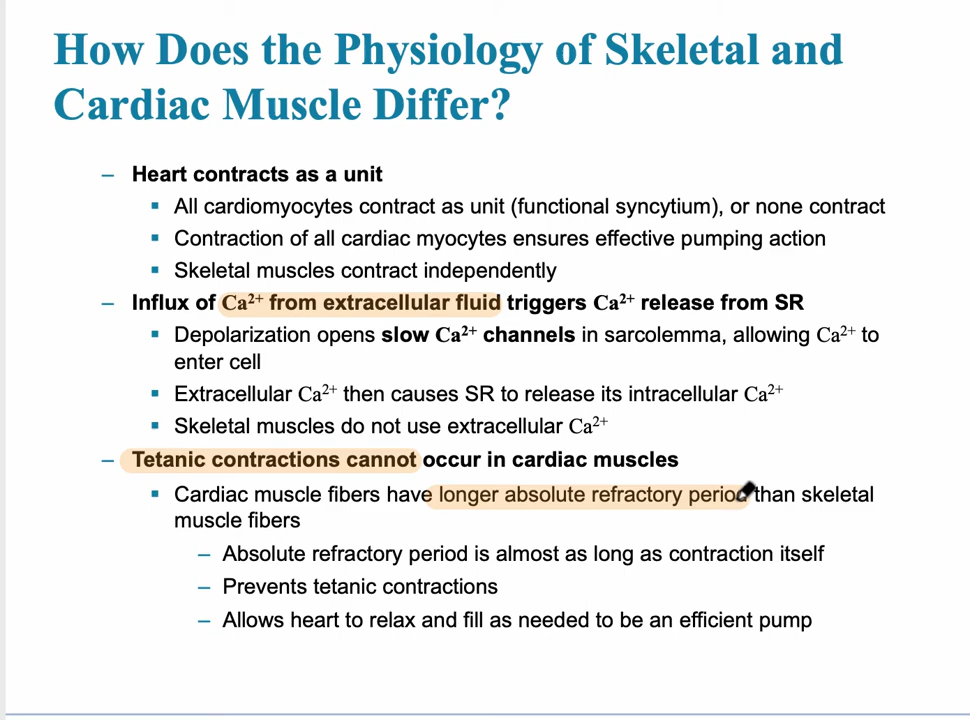 How Does the Physiology of Skeletal and
Cardiac Muscle Differ?
– Heart contracts as a unit
▪ All cardiomyocytes contract as unit (functional syncytium), or none contract
▪ Contraction of all cardiac myocytes ensures effective pumping action
▪ Skeletal muscles contract independently
– Influx of Ca²⁺ from extracellular fluid triggers Ca²⁺ release from SR
▪ Depolarization opens slow Ca²⁺ channels in sarcolemma, allowing Ca²⁺ to
enter cell
▪ Extracellular Ca²⁺ then causes SR to release its intracellular Ca²⁺
▪ Skeletal muscles do not use extracellular Ca²⁺
– Tetanic contractions cannot occur in cardiac muscles
▪ Cardiac muscle fibers have longer absolute refractory period than skeletal
muscle fibers
– Absolute refractory period is almost as long as contraction itself
– Prevents tetanic contractions
– Allows heart to relax and fill as needed to be an efficient pump